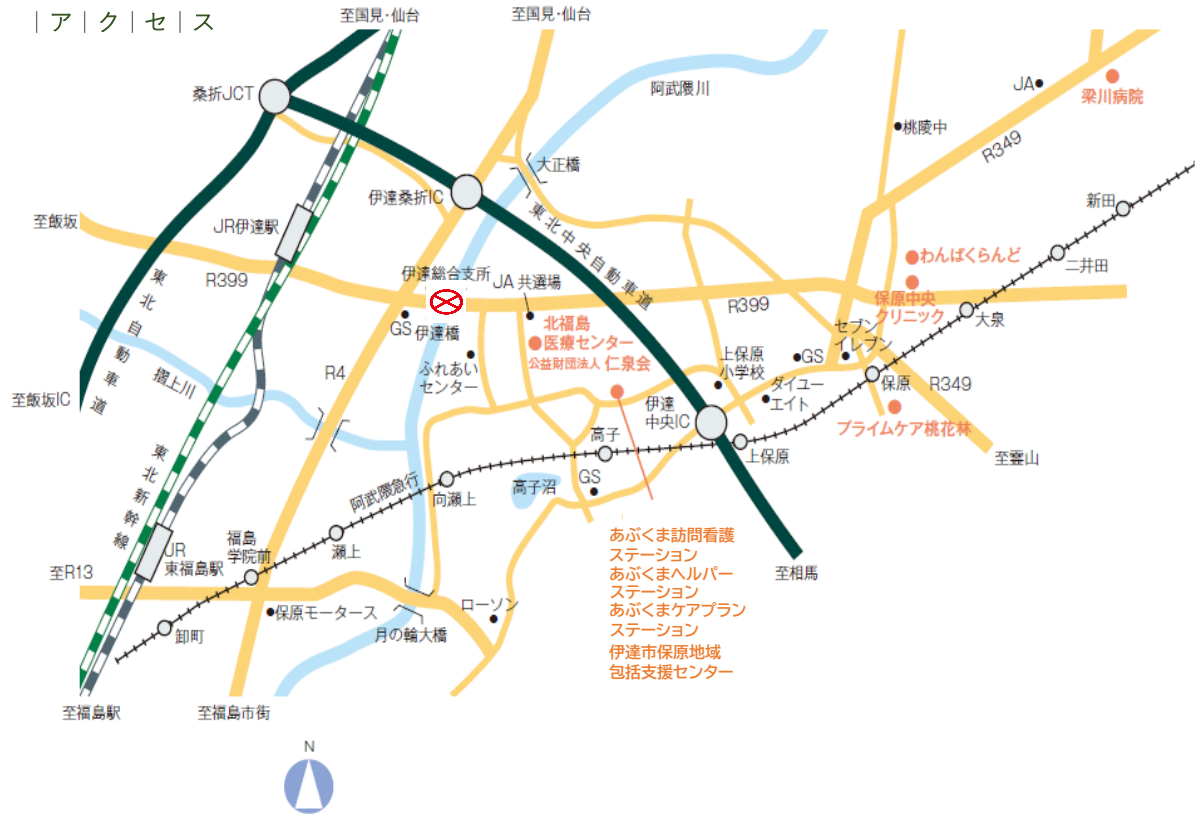 ｜ア｜ク｜セ｜ス
至国見・仙台
至国見・仙台
桑折JCT
阿武隈川
JA
梁川病院
桃陵中
R349
大正橋
伊達桑折IC
東北中央自動車道
新田
至飯坂
JR伊達駅
わんぱくらんど
二井田
R399
伊達総合支所
JA 共選場
東北自動車道
R399
保原中央
クリニック
大泉
GS
伊達橋
北福島
医療センター
公益財団法人 仁泉会
セブン
イレブン
摺上川
R4
ふれあい
センター
上保原
小学校
GS
ダイユー
エイト
保原
R349
至飯坂IC
伊達
中央IC
プライムケア桃花林
高子
上保原
至霊山
東北新幹線
阿武隈急行
向瀬上
高子沼
GS
瀬上
福島
学院前
JR
東福島駅
至R13
あぶくま訪問看護
ステーション
あぶくまヘルパー
ステーション
あぶくまケアプラン
ステーション
伊達市保原地域
包括支援センター
至相馬
保原モータース
ローソン
月の輪大橋
卸町
至福島駅
至福島市街
N